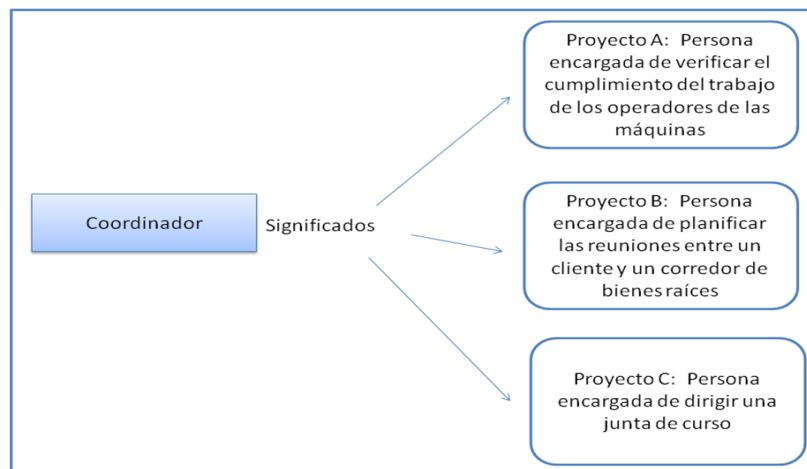 Proyecto A: Persona
encargada de verificar el
cumplimiento del trabajo
de los operadores de las
máquinas
Coordinador
Significados
Proyecto B: Persona
encargada de planificar
las reuniones entre un
cliente y un corredor de
bienes raíces
Proyecto C: Persona
encargada de dirigir una
junta de curso